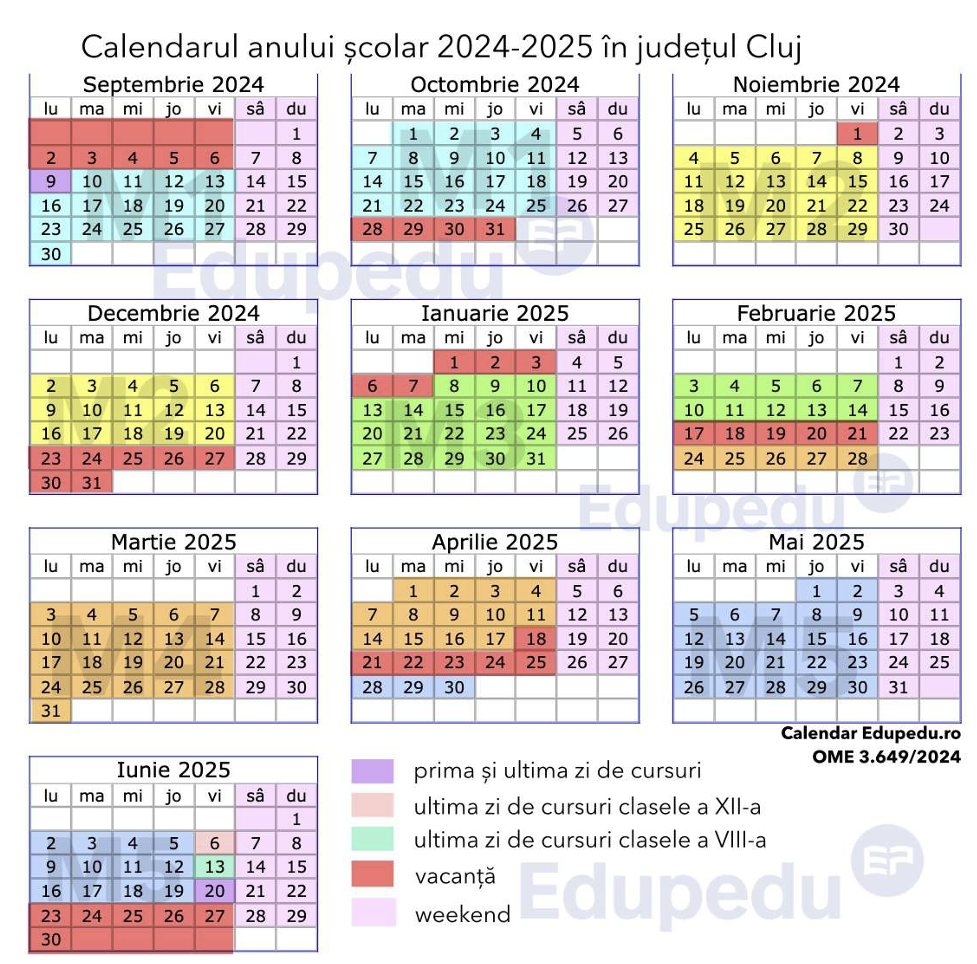 Calendarul anului școlar 2024-2025 în județul Cluj
Septembrie 2024
lu ma mi jo vi sâ du
1
2 3 4 5 6 7 8
9 10 11 12 13 14 15
16 17 18 19 20 21 22
23 24 25 26 27 28 29
30
M1
Octombrie 2024
lu ma mi jo vi sâ du
1 2 3 4 5 6
7 8 9 10 11 12 13
14 15 16 17 18 19 20
21 22 23 24 25 26 27
28 29 30 31
M1
Noiembrie 2024
lu ma mi jo vi sâ du
1 2 3
4 5 6 7 8 9 10
11 12 13 14 15 16 17
18 19 20 21 22 23 24
25 26 27 28 29 30
M2
Edupedu
Decembrie 2024
lu ma mi jo vi sâ du
1
2 3 4 5 6 7 8
9 10 11 12 13 14 15
16 17 18 19 20 21 22
23 24 25 26 27 28 29
30 31
M2
Ianuarie 2025
lu ma mi jo vi sâ du
1 2 3 4 5
6 7 8 9 10 11 12
13 14 15 16 17 18 19
20 21 22 23 24 25 26
27 28 29 30 31
M3
Februarie 2025
lu ma mi jo vi sâ du
1 2
3 4 5 6 7 8 9
10 11 12 13 14 15 16
17 18 19 20 21 22 23
24 25 26 27 28
Edupedu
Martie 2025
lu ma mi jo vi sâ du
1 2
3 4 5 6 7 8 9
10 11 12 13 14 15 16
17 18 19 20 21 22 23
24 25 26 27 28 29 30
31
M4
Aprilie 2025
lu ma mi jo vi sâ du
1 2 3 4 5 6
7 8 9 10 11 12 13
14 15 16 17 18 19 20
21 22 23 24 25 26 27
28 29 30
Mai 2025
lu ma mi jo vi sâ du
1 2 3 4
5 6 7 8 9 10 11
12 13 14 15 16 17 18
19 20 21 22 23 24 25
26 27 28 29 30 31
M5
Calendar Edupedu.ro
OME 3.649/2024
Iunie 2025
lu ma mi jo vi sâ du
1
2 3 4 5 6 7 8
9 10 11 12 13 14 15
16 17 18 19 20 21 22
23 24 25 26 27 28 29
30
M5
prima și ultima zi de cursuri
ultima zi de cursuri clasele a XII-a
ultima zi de cursuri clasele a VIII-a
vacanță
weekend
Edupedu